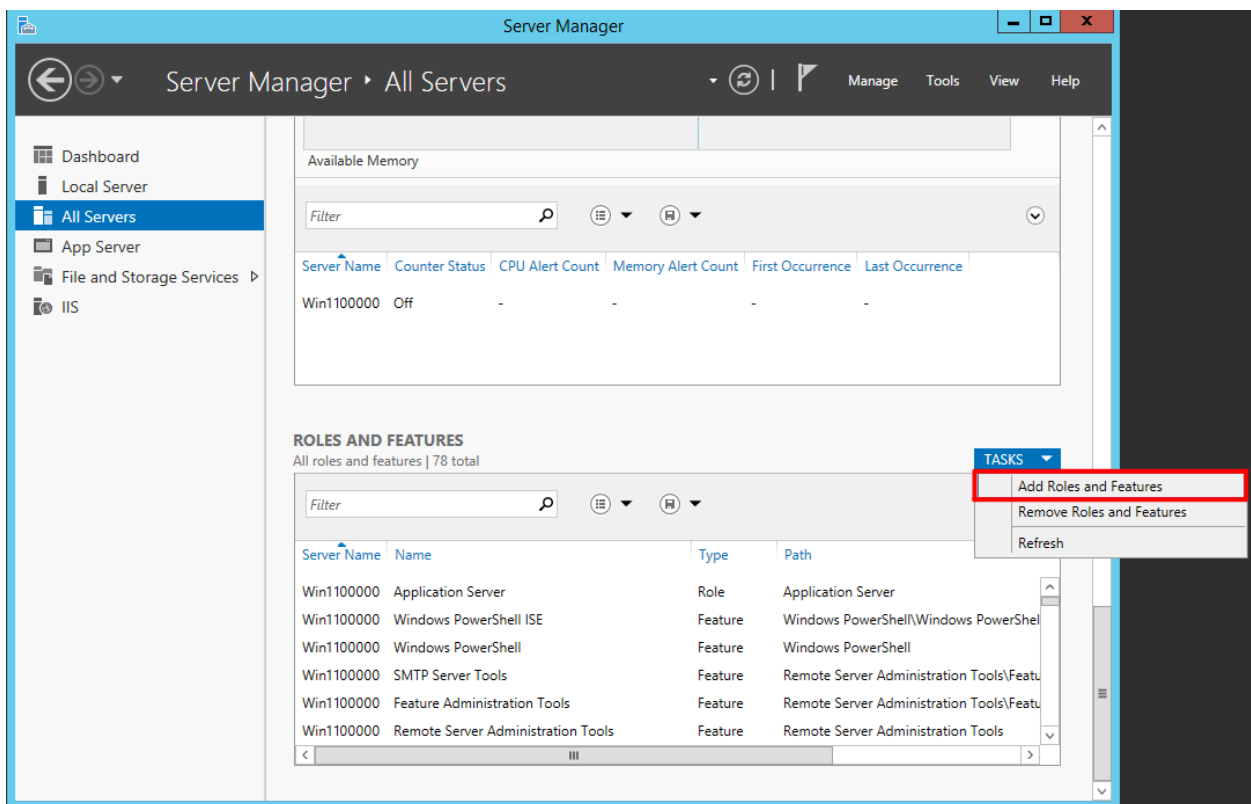 Server Manager
Server Manager ‣ All Servers
Manage Tools View Help
Dashboard
Local Server
All Servers
App Server
File and Storage Services
IIS
Available Memory
Filter
Server Name Counter Status CPU Alert Count Memory Alert Count First Occurrence Last Occurrence
Win1100000 Off - - - -
ROLES AND FEATURES
All roles and features | 78 total
TASKS
Add Roles and Features
Remove Roles and Features
Refresh
Filter
Server Name Name Type Path
Win1100000 Application Server Role Application Server
Win1100000 Windows PowerShell ISE Feature Windows PowerShell\Windows PowerShel
Win1100000 Windows PowerShell Feature Windows PowerShell
Win1100000 SMTP Server Tools Feature Remote Server Administration Tools\Featu
Win1100000 Feature Administration Tools Feature Remote Server Administration Tools\Featu
Win1100000 Remote Server Administration Tools Feature Remote Server Administration Tools